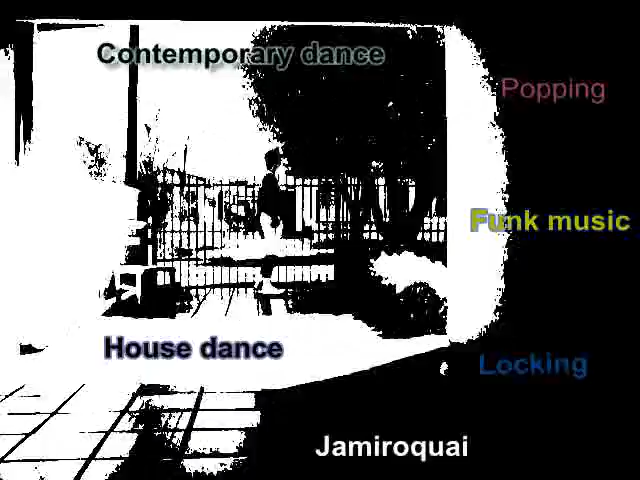 Contemporary dance
Popping
Funk music
House dance
Locking
Jamiroquai